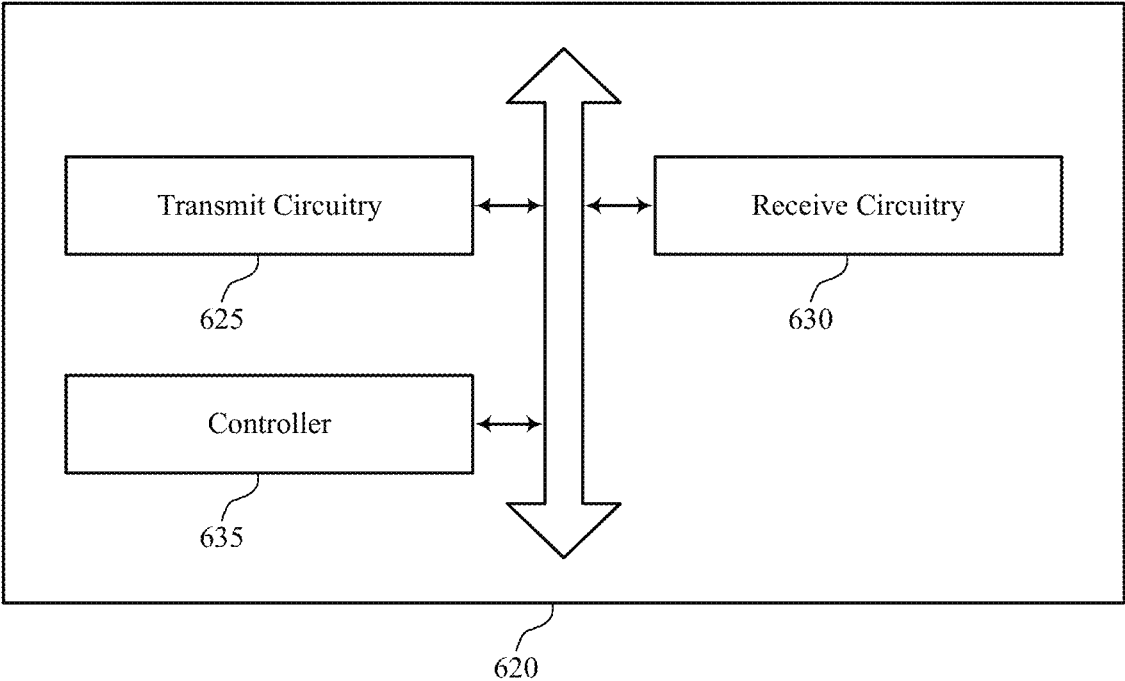 Transmit Circuitry
Receive Circuitry
625
630
Controller
635
620